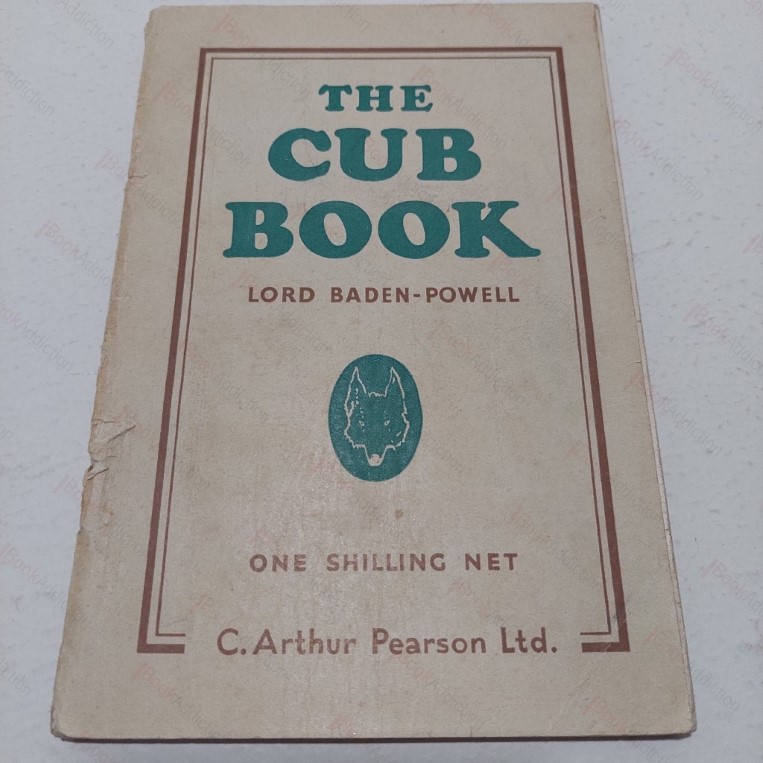 THE
CUB
BOOK
LORD BADEN-POWELL
ONE SHILLING NET
C. Arthur Pearson Ltd.